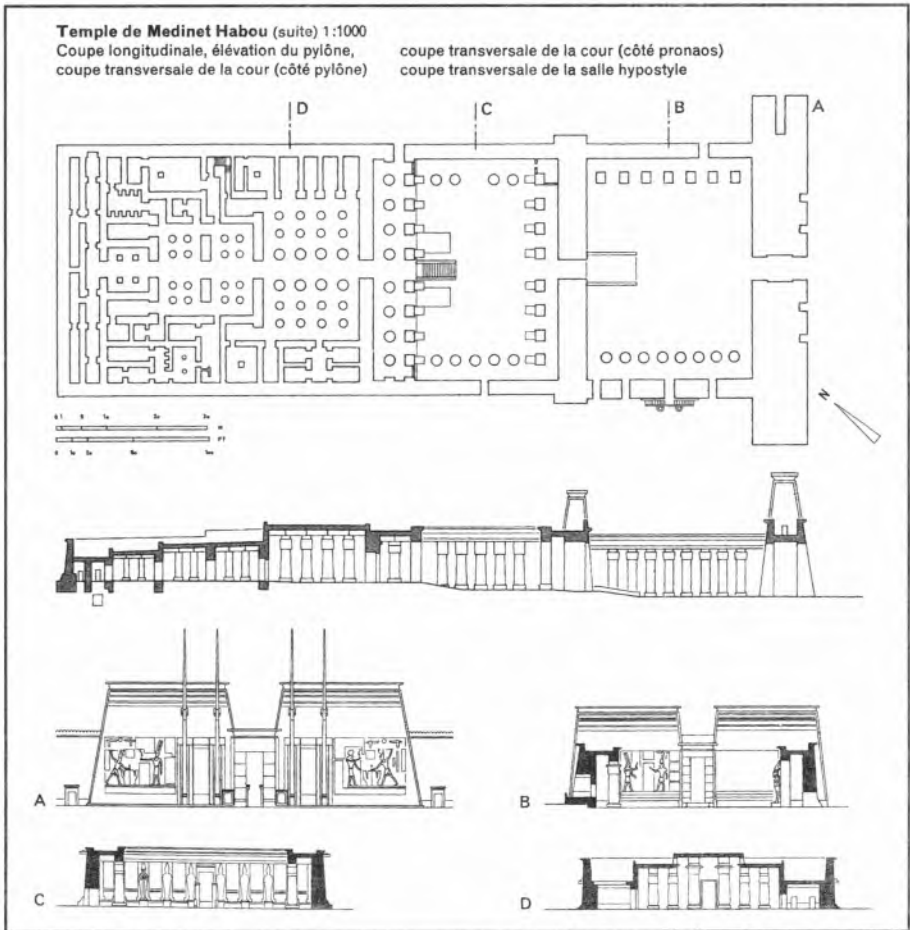 Temple de Medinet Habou (suite) 1:1000
Coupe longitudinale, élévation du pylône,
coupe transversale de la cour (côté pylône)
coupe transversale de la cour (côté pronaos)
coupe transversale de la salle hypostyle
D C B A
N
M
FT
A
B
C
D